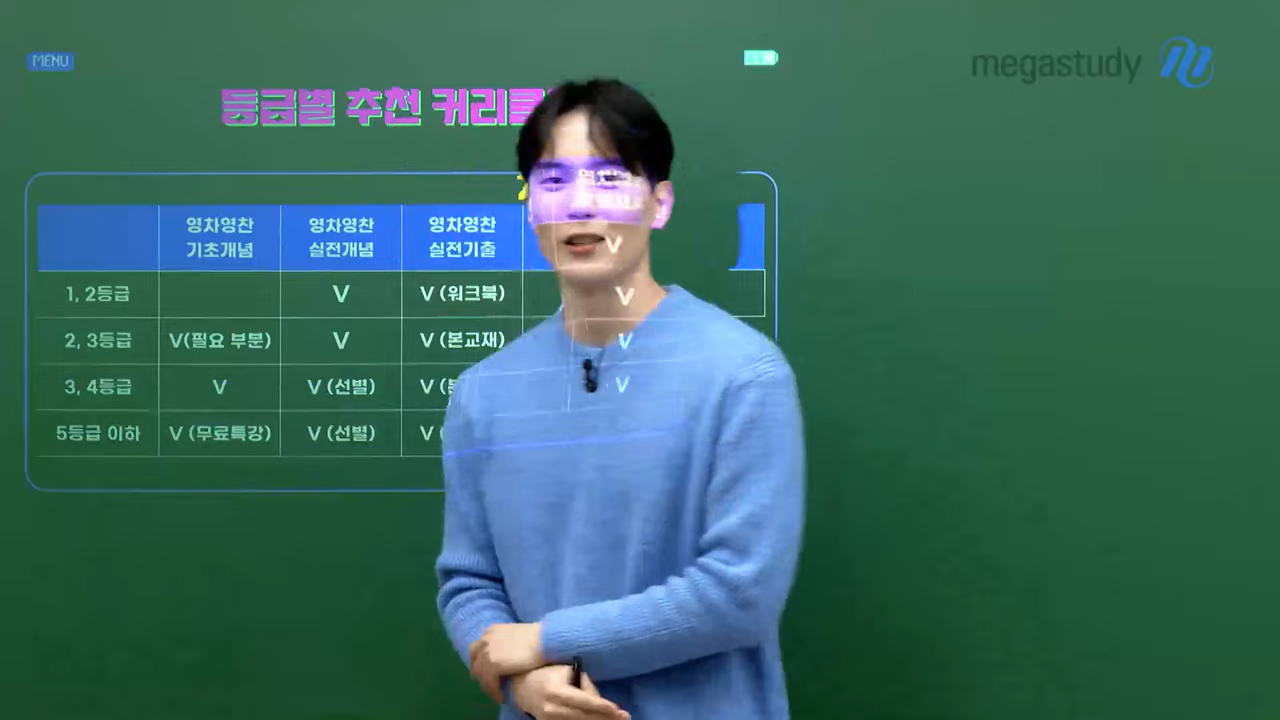 MENU
megastudy
등급별 추천 커리
영차영찬 기초개념
영차영찬 실전개념
영차영찬 실전기출
1, 2등급 V V (워크북) V
2, 3등급 V(필요 부분) V V (본교재) V
3, 4등급 V V (선별) V V
5등급 이하 V (무료특강) V (선별) V